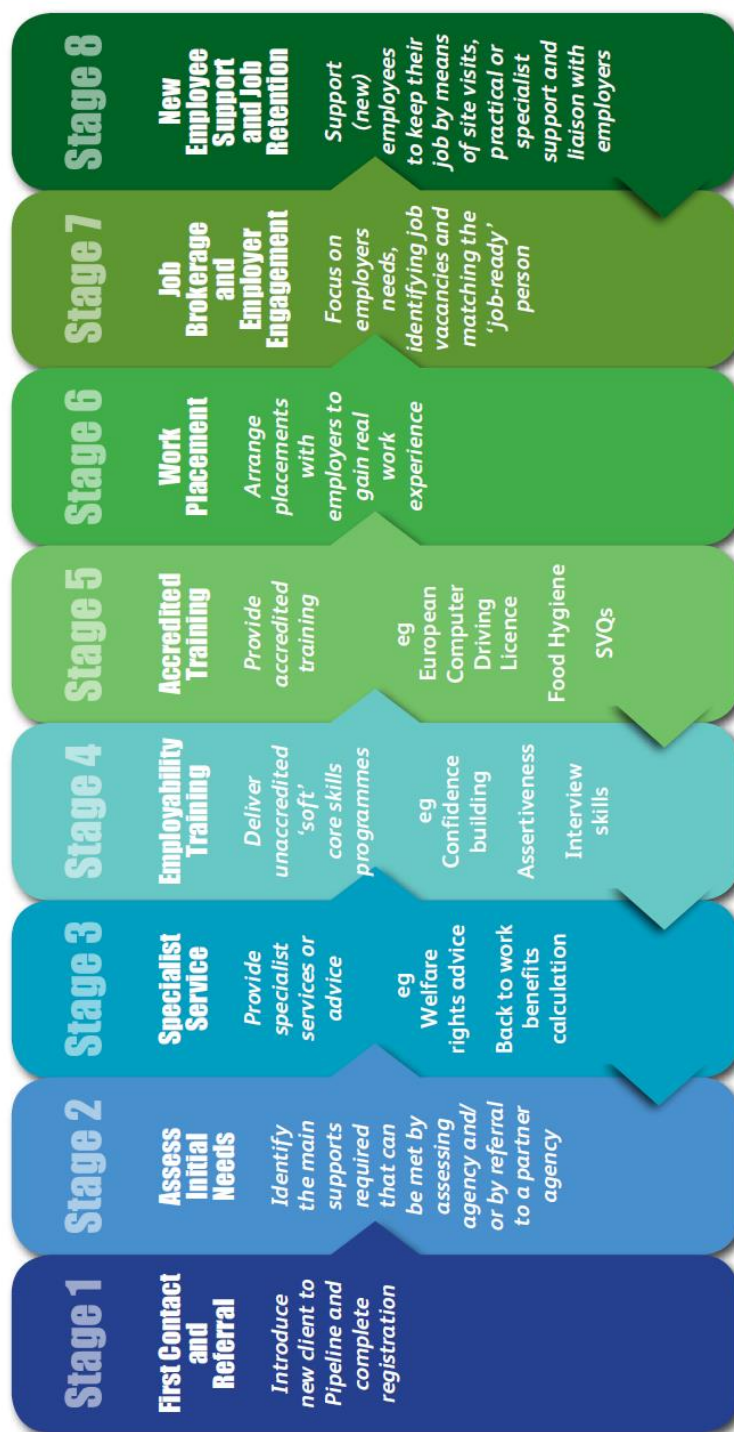 Stage 1
First Contact
and
Referral
Introduce
new client to
Pipeline and
complete
registration
Stage 2
Assess
Initial
Needs
Identify
the main
supports
required
that can
be met by
assessing
agency and/
or by referral
to a partner
agency
Stage 3
Specialist
Service
Provide
specialist
services or
advice
eg
Welfare
rights advice
Back to work
benefits
calculation
Stage 4
Employability
Training
Deliver
unaccredited
‘soft’
core skills
programmes
eg
Confidence
building
Assertiveness
Interview
skills
Stage 5
Accredited
Training
Provide
accredited
training
eg
European
Computer
Driving
Licence
Food Hygiene
SVQs
Stage 6
Work
Placement
Arrange
placements
with
employers to
gain real
work
experience
Stage 7
Job
Brokerage
and
Employer
Engagement
Focus on
employers
needs,
identifying job
vacancies and
matching the
‘job-ready’
person
Stage 8
New
Employee
Support
and Job
Retention
Support
(new)
employees
to keep their
job by means
of site visits,
practical or
specialist
support and
liaison with
employers